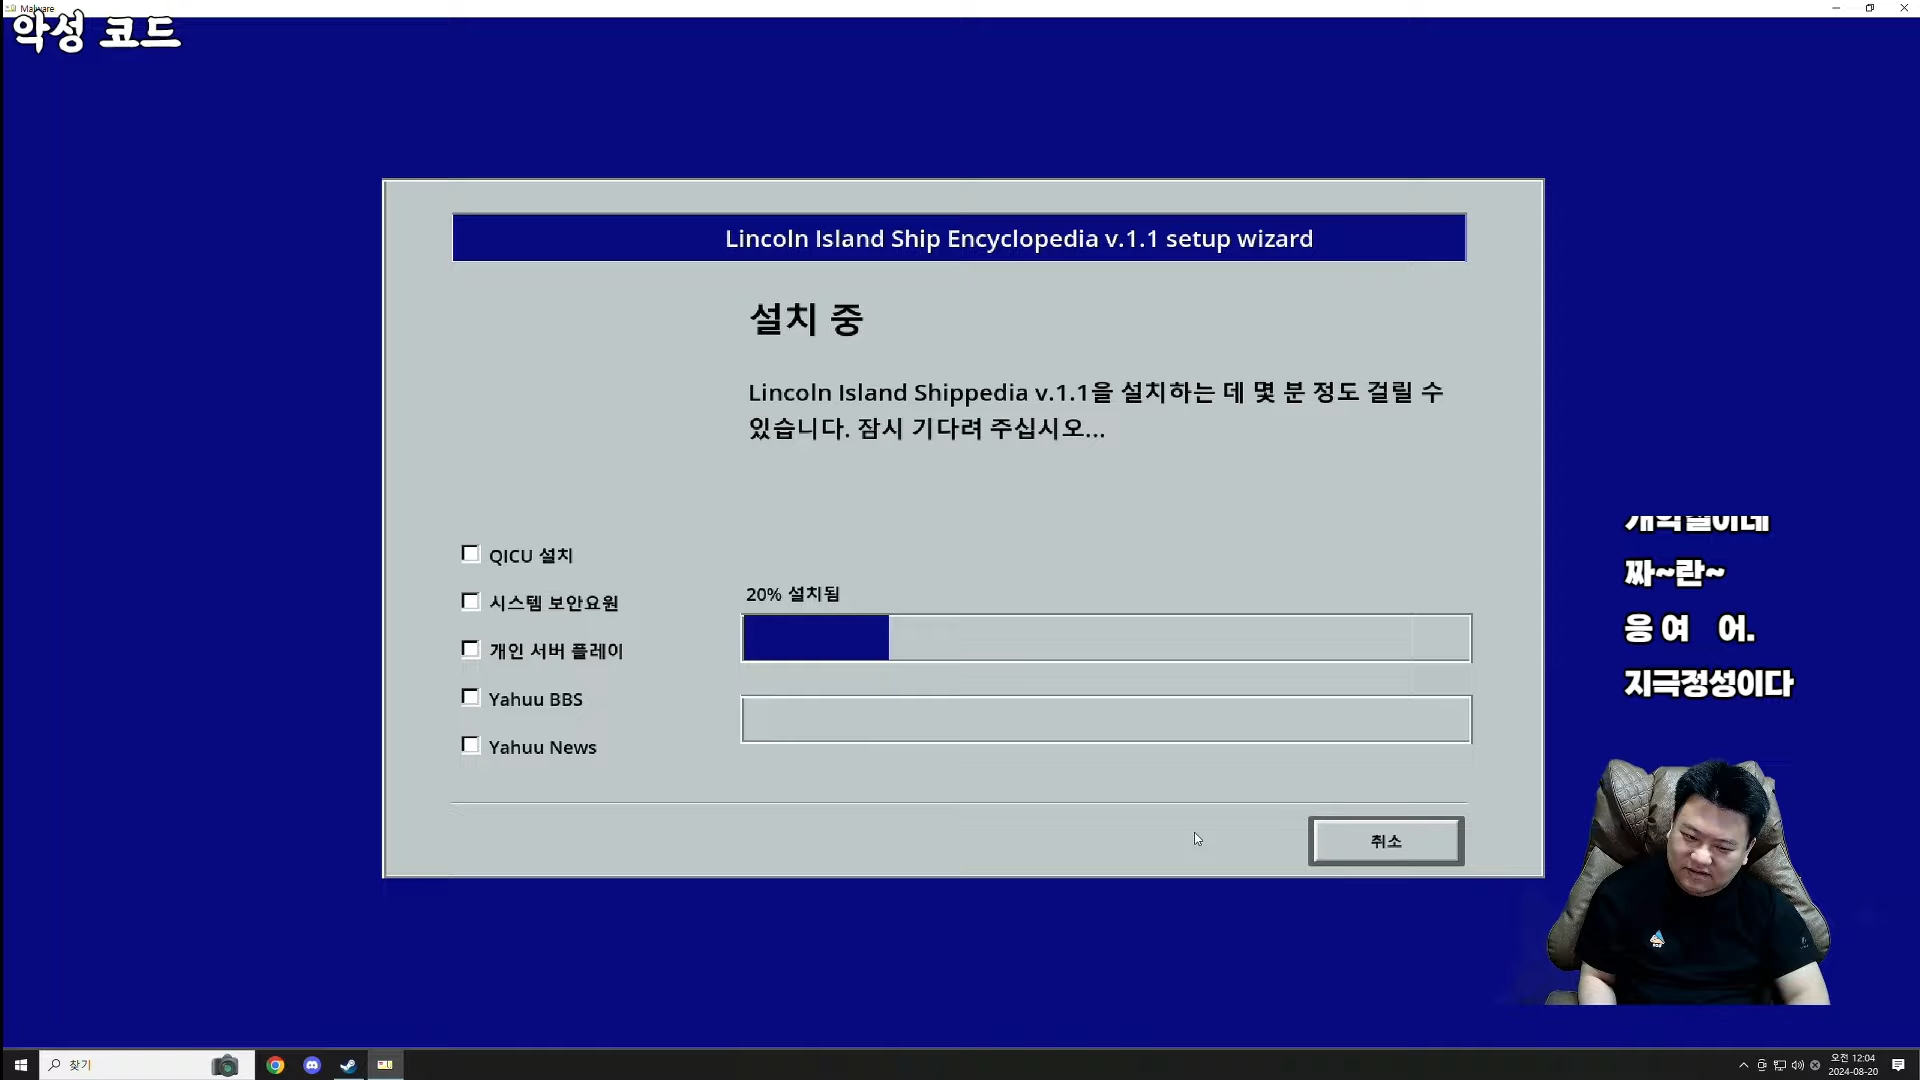 Malware
악성 코드
Lincoln Island Ship Encyclopedia v.1.1 setup wizard
설치 중
Lincoln Island Shippedia v.1.1을 설치하는 데 몇 분 정도 걸릴 수
있습니다. 잠시 기다려 주십시오...
QICU 설치
시스템 보안요원
개인 서버 플레이
Yahuu BBS
Yahuu News
20% 설치됨
취소
짜~란~
응 여 어.
지극정성이다
찾기
오전 12:04
2024-08-20